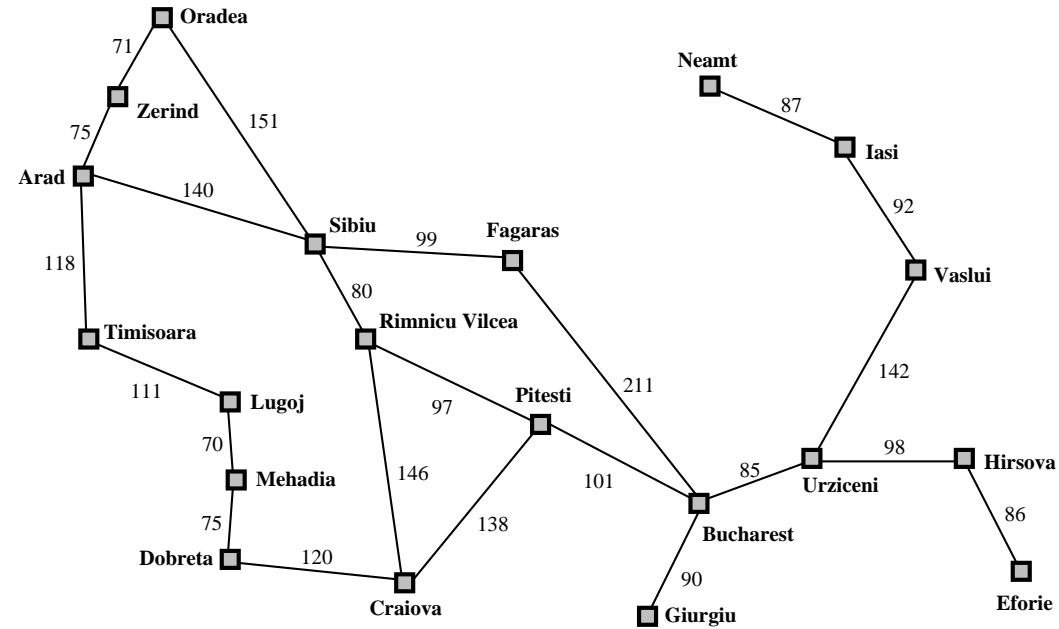 Oradea
71
Neamt
87
Zerind
151
75
Iasi
Arad
140
92
Sibiu
Fagaras
99
118
Vaslui
80
Rimnicu Vilcea
Timisoara
142
111
211
Lugoj
97
Pitesti
70
98
Hirsova
146
85
Mehadia
101
Urziceni
75
138
86
Bucharest
Dobreta
120
90
Craiova
Eforie
Giurgiu